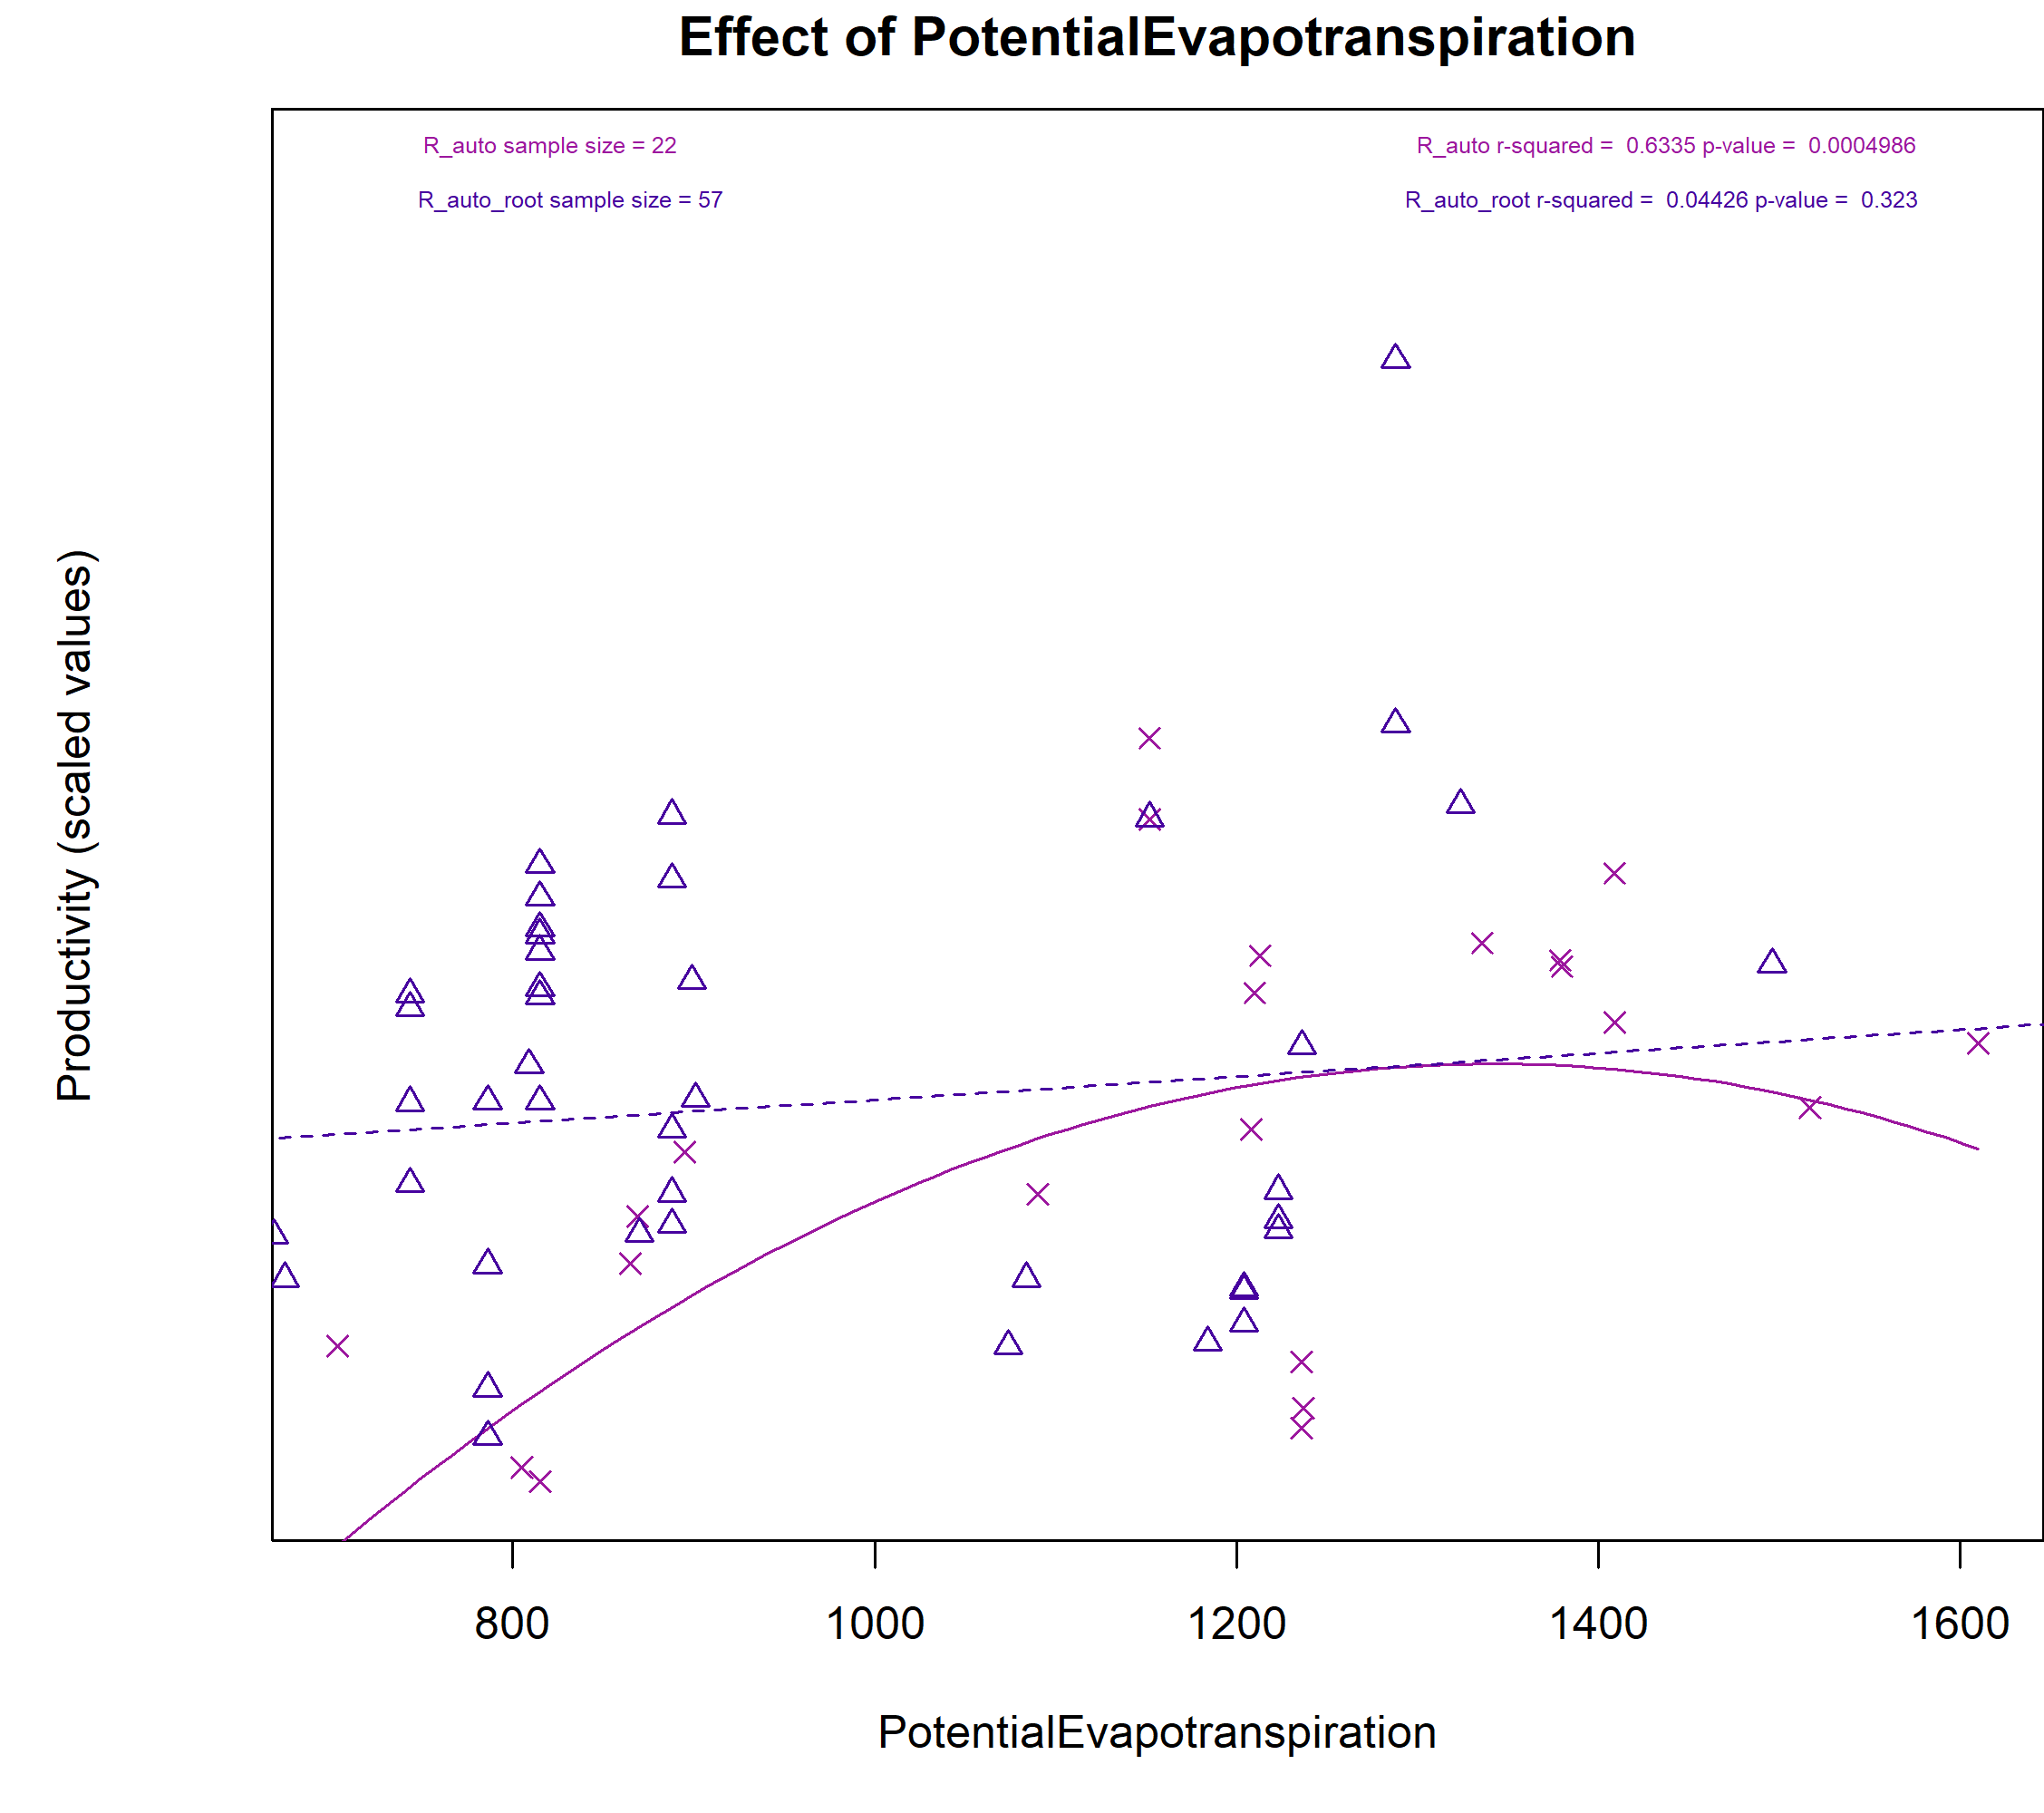 Effect of PotentialEvapotranspiration
R_auto sample size = 22
R_auto r-squared =  0.6335 p-value =  0.0004986
R_auto_root sample size = 57
R_auto_root r-squared =  0.04426 p-value =  0.323
Productivity (scaled values)
800 1000 1200 1400 1600
PotentialEvapotranspiration